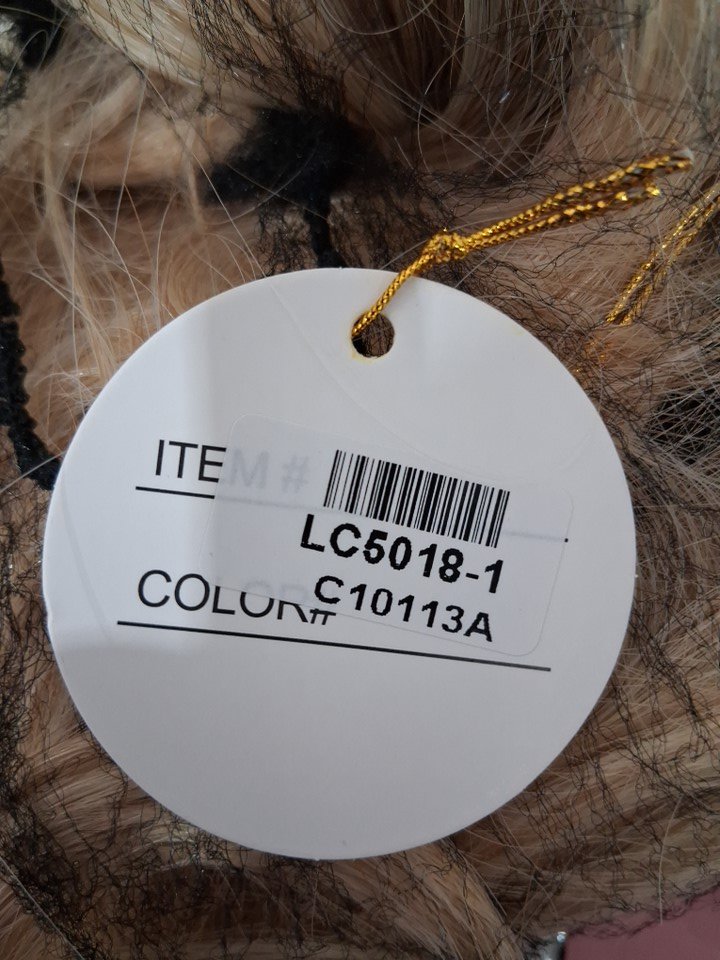 ITEM #
LC5018-1
COLOR#
C10113A